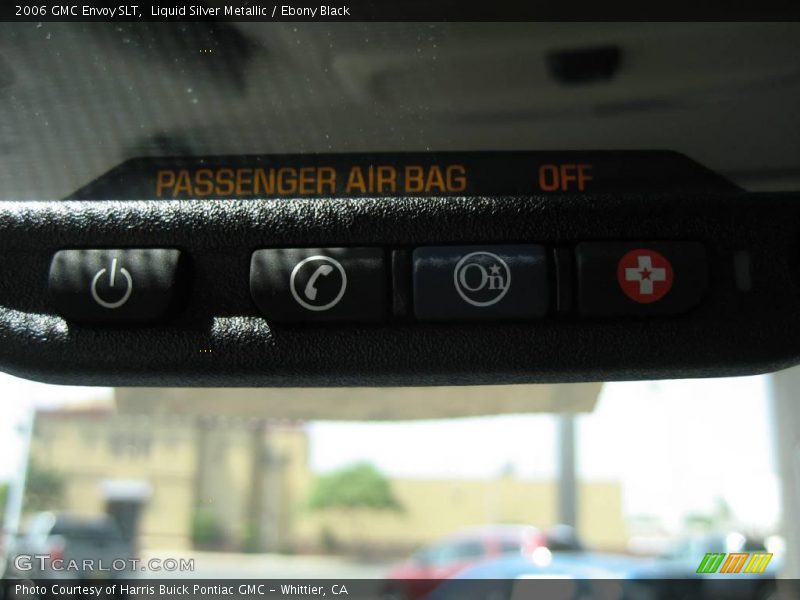 2006 GMC Envoy SLT, Liquid Silver Metallic / Ebony Black
PASSENGER AIR BAG OFF
On
GTCARLOT.COM
Photo Courtesy of Harris Buick Pontiac GMC - Whittier, CA